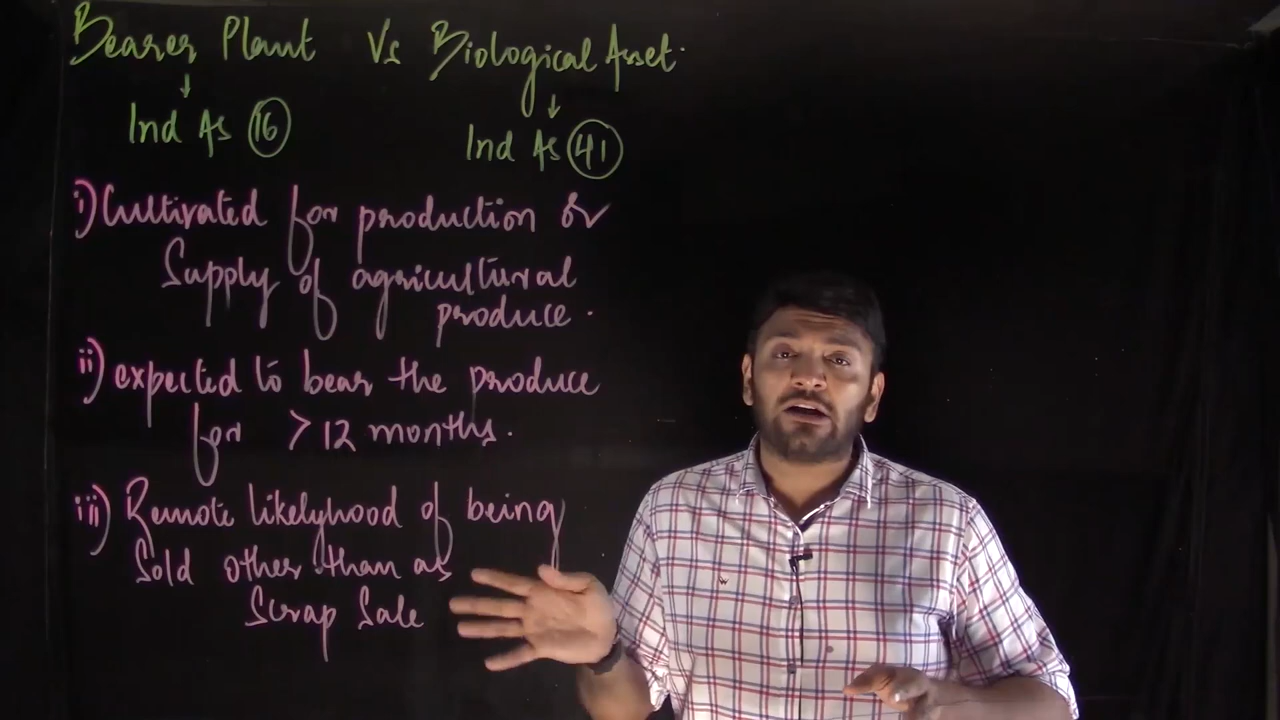 Bearer Plant Vs Biological Asset.
↓ ↓
Ind As 16 Ind As 41
i) Cultivated for production or
Supply of agricultural
produce.
ii) expected to bear the produce
for >12 months.
iii) Remote likelyhood of being
Sold other than as
Scrap Sale